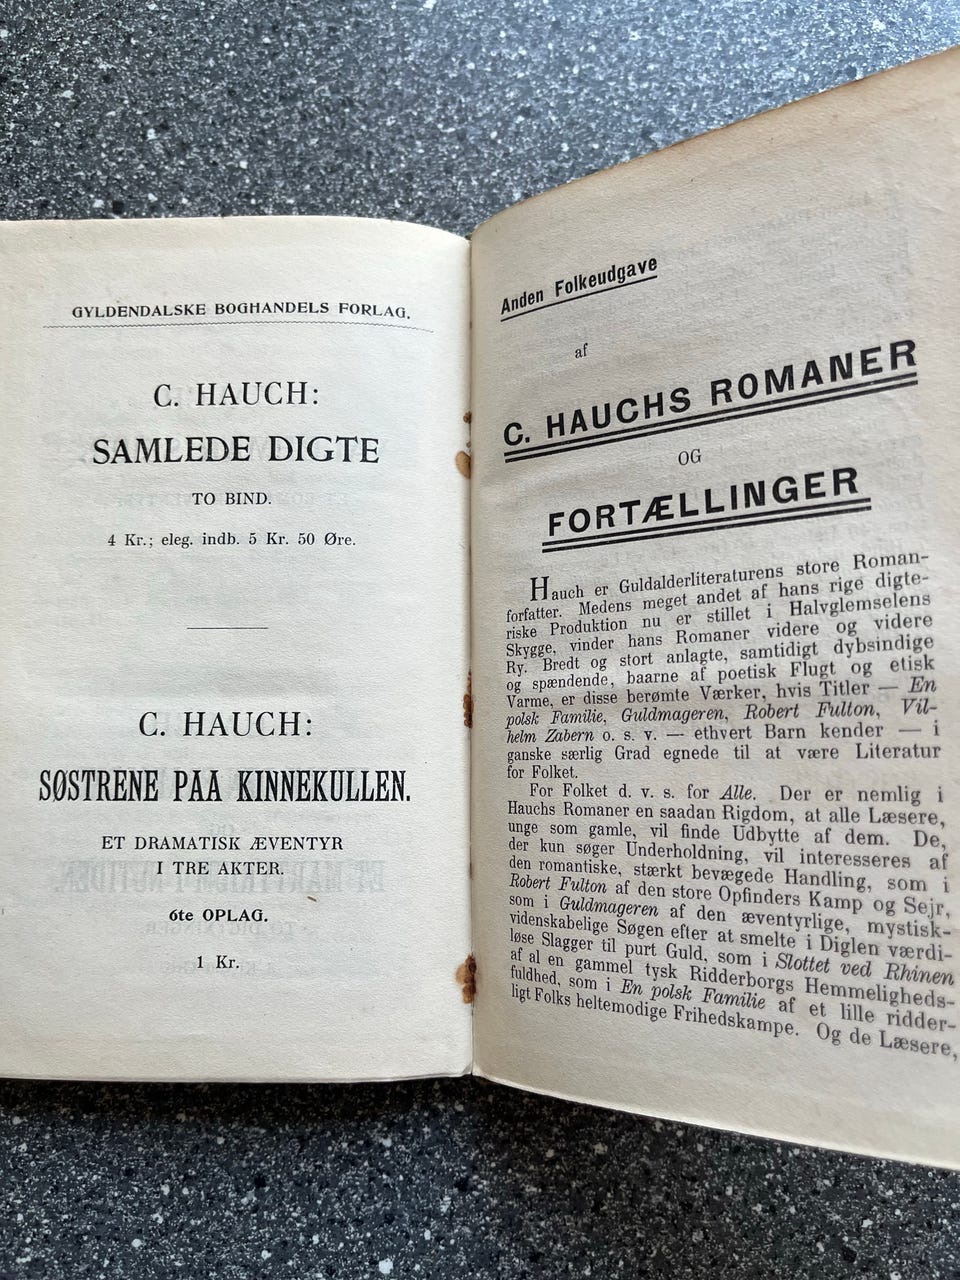 GYLDENDALSKE BOGHANDELS FORLAG.
C. HAUCH:
SAMLEDE DIGTE
TO BIND.
4 Kr.; eleg. indb. 5 Kr. 50 Øre.
C. HAUCH:
SØSTRENE PAA KINNEKULLEN.
ET DRAMATISK ÆVENTYR
I TRE AKTER.
6te OPLAG.
1 Kr.
Anden Folkeudgave
af
C. HAUCHS ROMANER
OG
FORTÆLLINGER
Hauch er Guldalderliteraturens store Roman-
forfatter. Medens meget andet af hans rige digte-
riske Produktion nu er stillet i Halvglemselens
Skygge, vinder hans Romaner videre og videre
Ry. Bredt og stort anlagte, samtidigt dybsindige
og spændende, baarne af poetisk Flugt og etisk
Varme, er disse berømte Værker, hvis Titler — En
polsk Familie, Guldmageren, Robert Fulton, Vil-
helm Zabern o. s. v. — ethvert Barn kender — i
ganske særlig Grad egnede til at være Literatur
for Folket.
For Folket d. v. s. for Alle. Der er nemlig i
Hauchs Romaner en saadan Rigdom, at alle Læsere,
unge som gamle, vil finde Udbytte af dem. De,
der kun søger Underholdning, vil interesseres af
den romantiske, stærkt bevægede Handling, som i
Robert Fulton af den store Opfinders Kamp og Sejr,
som i Guldmageren af den æventyrlige, mystisk-
videnskabelige Søgen efter at smelte i Diglen værdi-
løse Slagger til purt Guld, som i Slottet ved Rhinen
af al en gammel tysk Ridderborgs Hemmeligheds-
fuldhed, som i En polsk Familie af et lille ridder-
ligt Folks heltemodige Frihedskampe. Og de Læsere,